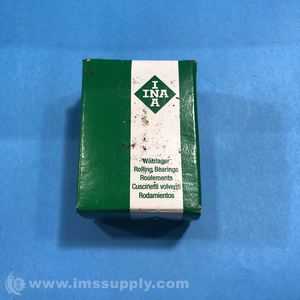 I
INA
A
Wälzlager
Rolling Bearings
Roulements
Cuscinetti volventi
Rodamientos
© www.imssupply.com